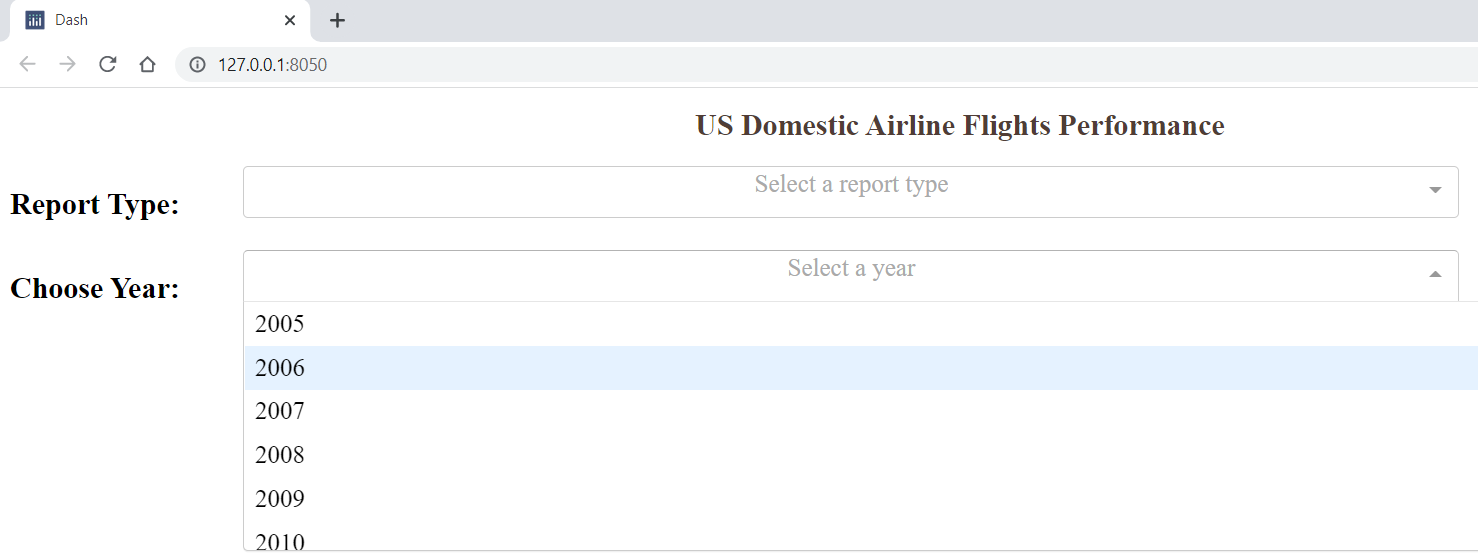 Dash
127.0.0.1:8050
US Domestic Airline Flights Performance
Report Type:
Select a report type
Choose Year:
Select a year
2005
2006
2007
2008
2009
2010